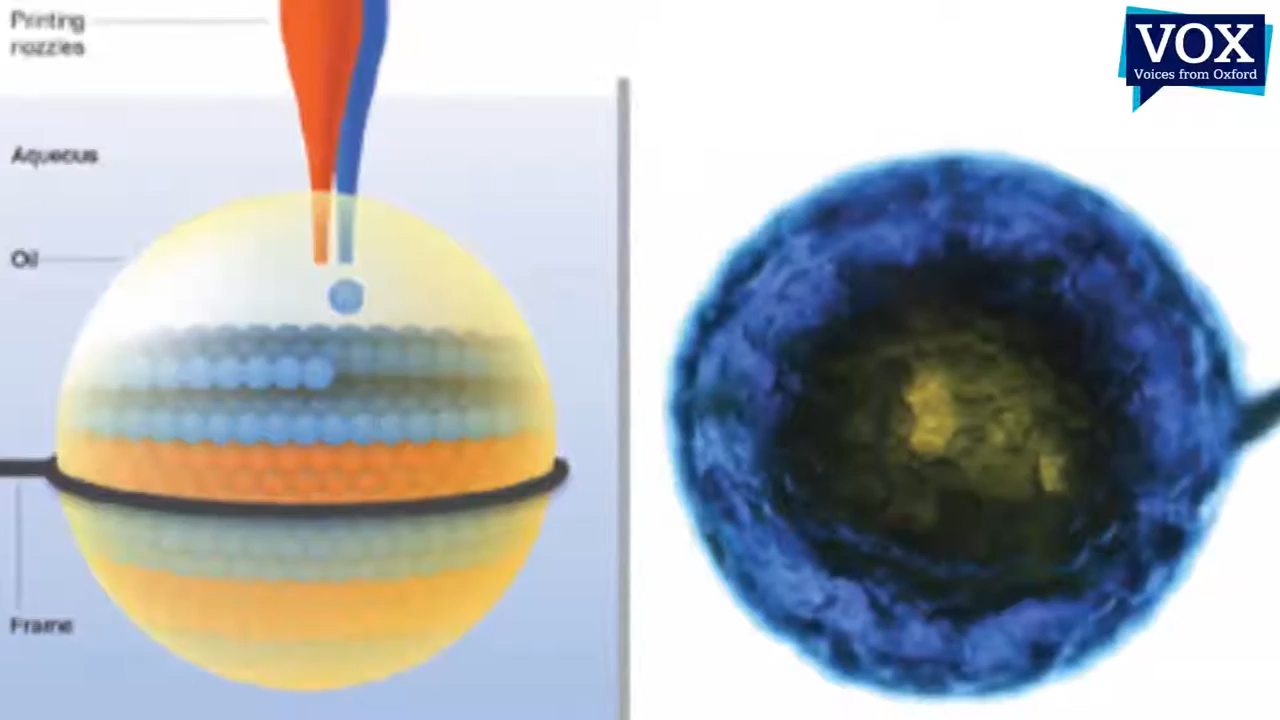 Printing
nozzles
Aqueous
Oil
Frame
VOX
Voices from Oxford